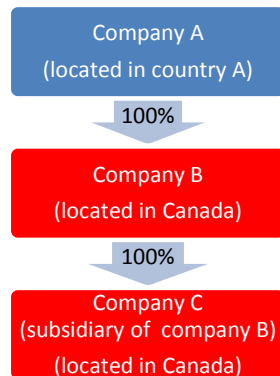 Company A
(located in country A)
100%
Company B
(located in Canada)
100%
Company C
(subsidiary of company B)
(located in Canada)